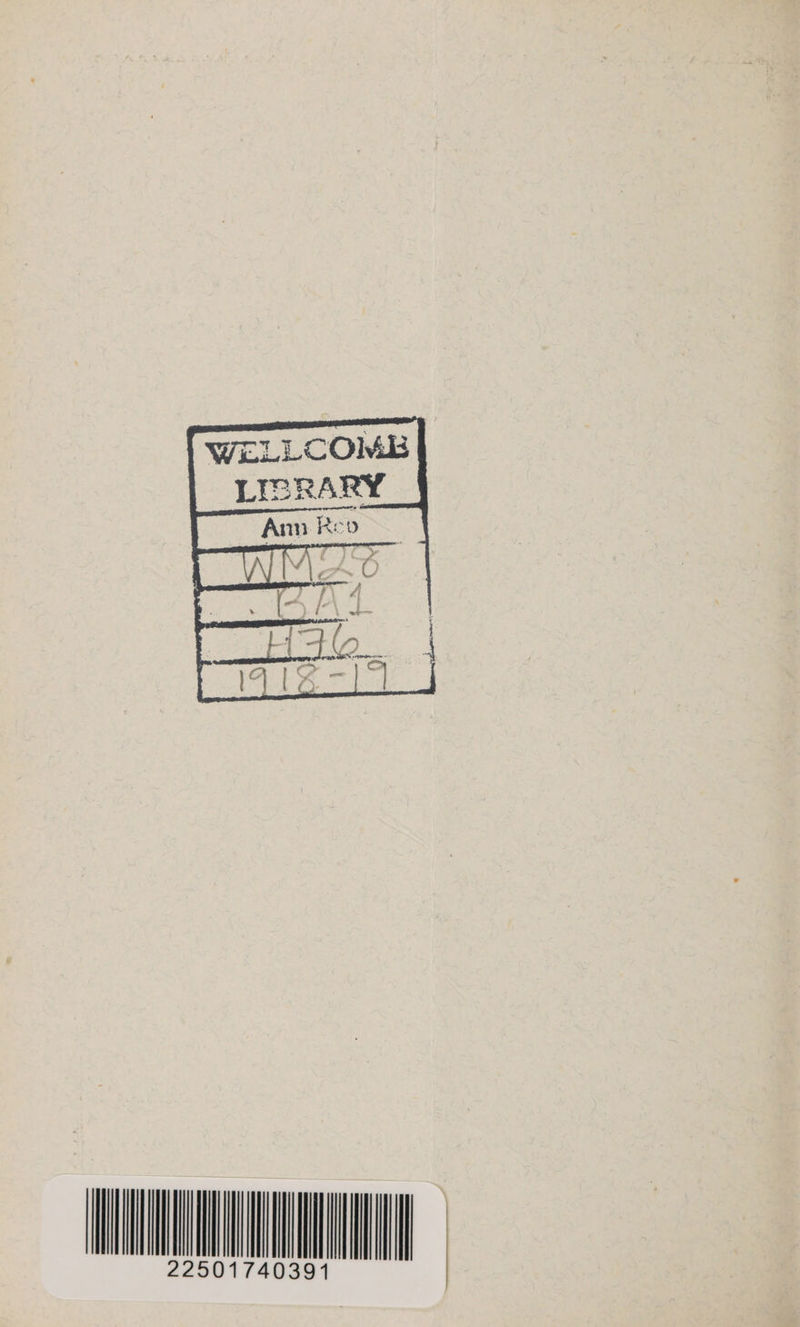 WELLCOME
LIBRARY
Ann Rep
WM28
.BA1
H36
1918-19
22501740391